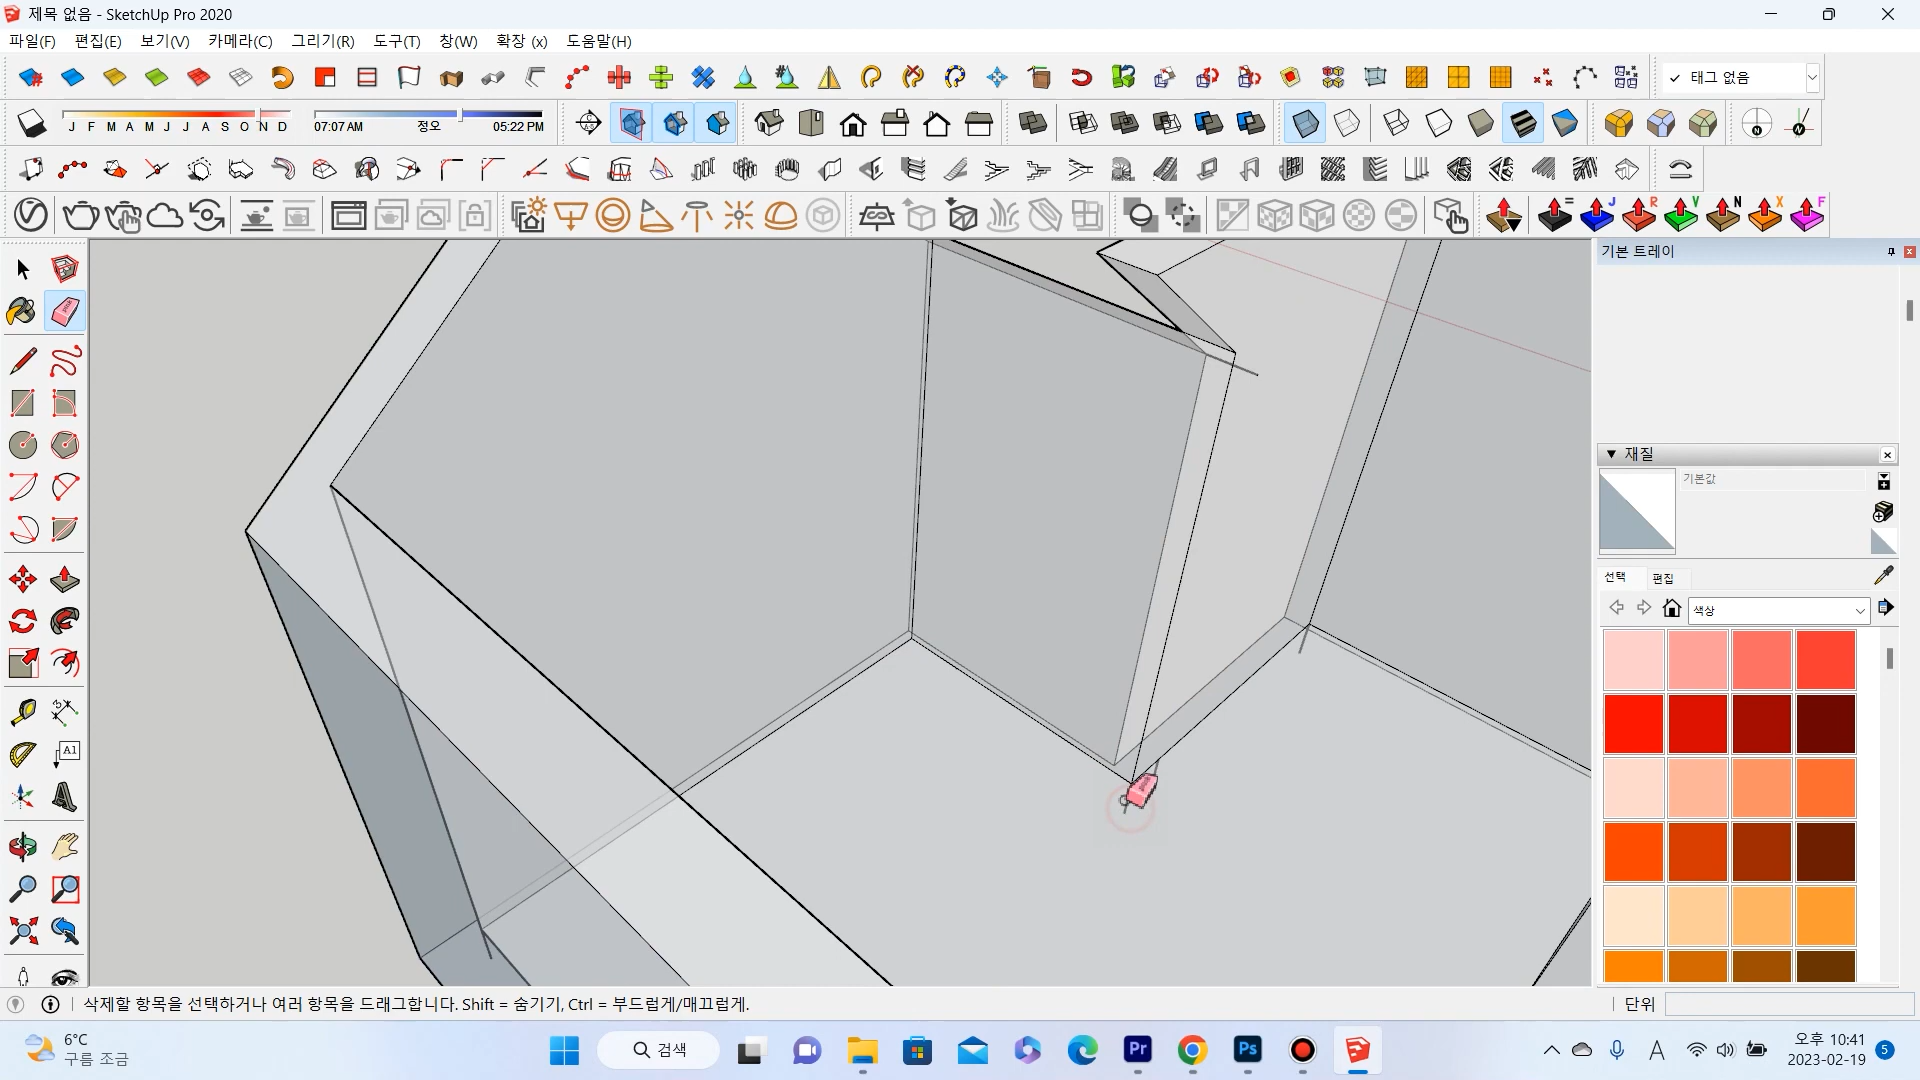 제목 없음 - SketchUp Pro 2020
파일(F) 편집(E) 보기(V) 카메라(C) 그리기(R) 도구(T) 창(W) 확장 (x) 도움말(H)
태그 없음
J F M A M J J A S O N D
07:07 AM 정오 05:22 PM
= J R V N X F
기본 트레이
재질
기본값
선택 편집
색상
A1
삭제할 항목을 선택하거나 여러 항목을 드래그합니다. Shift = 숨기기, Ctrl = 부드럽게/매끄럽게.
단위
6°C
구름 조금
검색
Pr
Ps
A
오후 10:41
2023-02-19
5